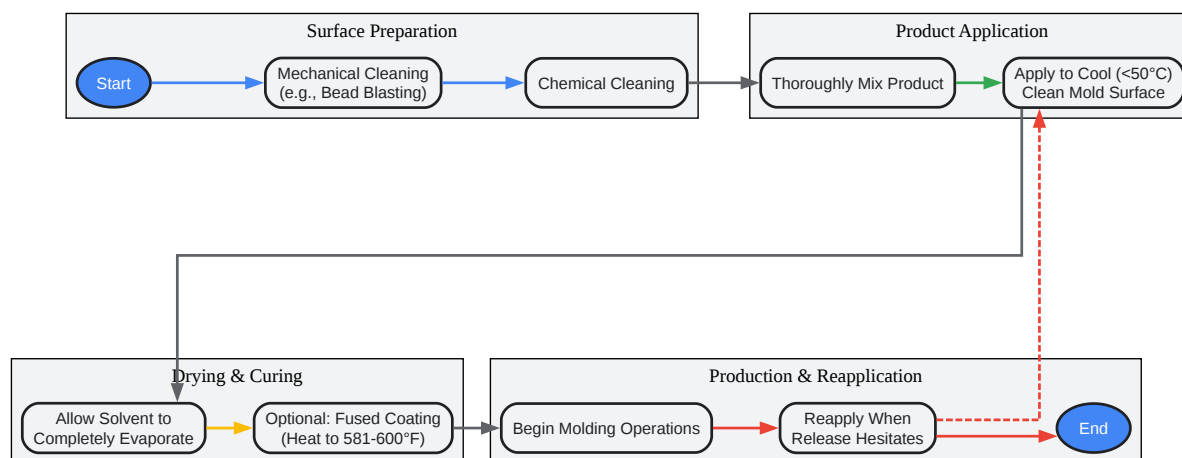 Surface Preparation
Start
Mechanical Cleaning
(e.g., Bead Blasting)
Chemical Cleaning
Product Application
Thoroughly Mix Product
Apply to Cool (<50°C)
Clean Mold Surface
Drying & Curing
Allow Solvent to
Completely Evaporate
Optional: Fused Coating
(Heat to 581-600°F)
Production & Reapplication
Begin Molding Operations
Reapply When
Release Hesitates
End